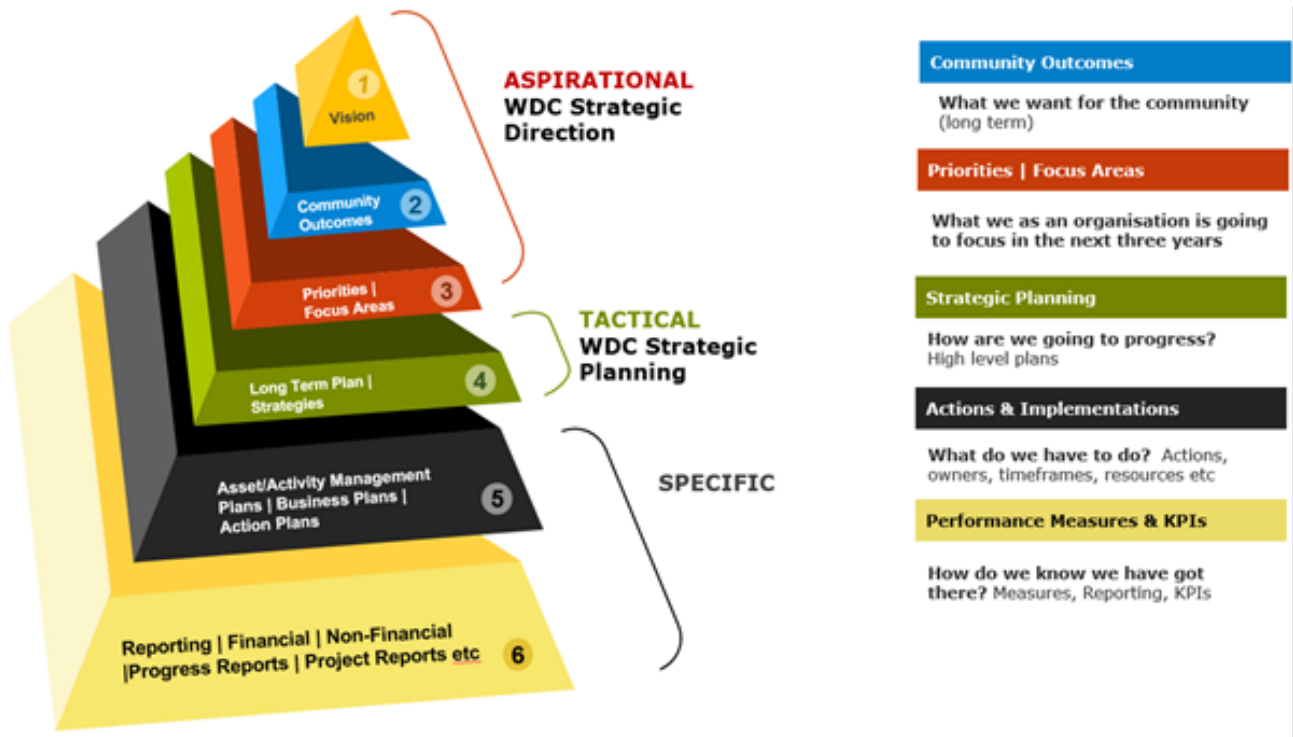 1
Vision
Community
Outcomes
2
Priorities |
Focus Areas
3
Long Term Plan |
Strategies
4
Asset/Activity Management
Plans | Business Plans |
Action Plans
5
Reporting | Financial | Non-Financial
|Progress Reports | Project Reports etc
6
ASPIRATIONAL
WDC Strategic
Direction
TACTICAL
WDC Strategic
Planning
SPECIFIC
Community Outcomes
What we want for the community
(long term)
Priorities | Focus Areas
What we as an organisation is going
to focus in the next three years
Strategic Planning
How are we going to progress?
High level plans
Actions & Implementations
What do we have to do? Actions,
owners, timeframes, resources etc
Performance Measures & KPIs
How do we know we have got
there? Measures, Reporting, KPIs